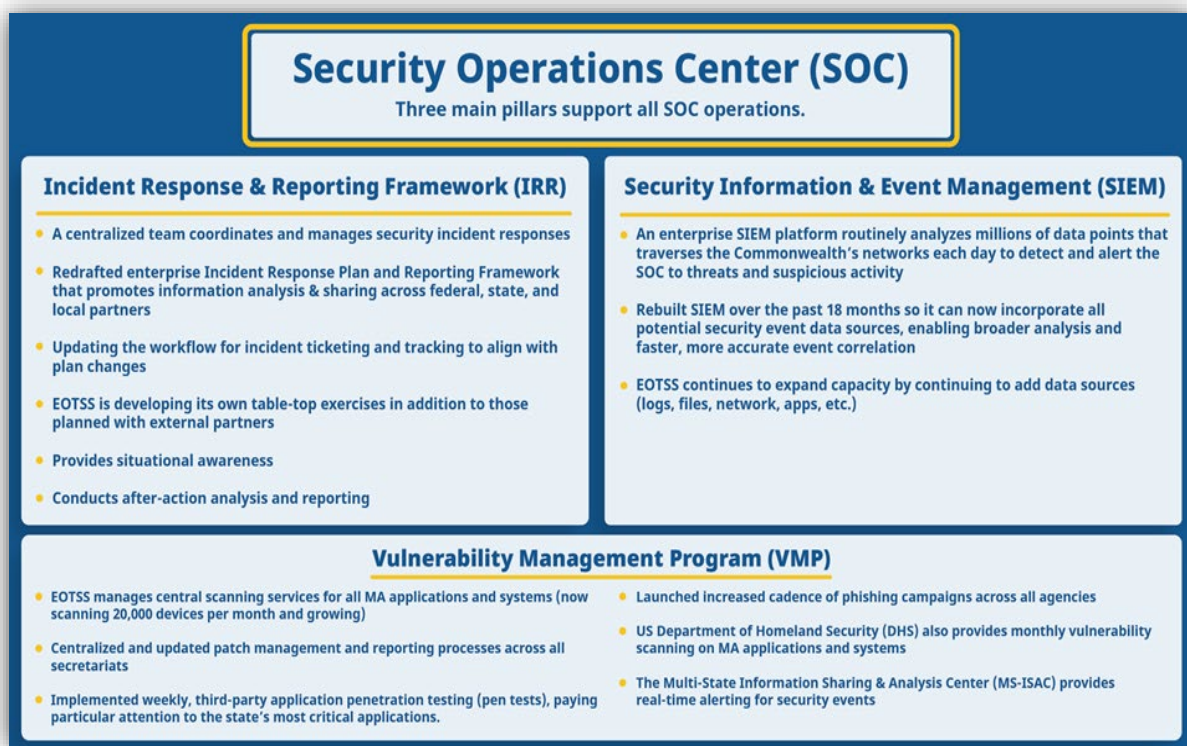 Security Operations Center (SOC)
Three main pillars support all SOC operations.
Incident Response & Reporting Framework (IRR)
A centralized team coordinates and manages security incident responses
Redrafted enterprise Incident Response Plan and Reporting Framework
that promotes information analysis & sharing across federal, state, and
local partners
Updating the workflow for incident ticketing and tracking to align with
plan changes
EOTSS is developing its own table-top exercises in addition to those
planned with external partners
Provides situational awareness
Conducts after-action analysis and reporting
Security Information & Event Management (SIEM)
An enterprise SIEM platform routinely analyzes millions of data points that
traverses the Commonwealth's networks each day to detect and alert the
SOC to threats and suspicious activity
Rebuilt SIEM over the past 18 months so it can now incorporate all
potential security event data sources, enabling broader analysis and
faster, more accurate event correlation
EOTSS continues to expand capacity by continuing to add data sources
(logs, files, network, apps, etc.)
Vulnerability Management Program (VMP)
EOTSS manages central scanning services for all MA applications and systems (now
scanning 20,000 devices per month and growing)
Centralized and updated patch management and reporting processes across all
secretariats
Implemented weekly, third-party application penetration testing (pen tests), paying
particular attention to the state's most critical applications.
Launched increased cadence of phishing campaigns across all agencies
US Department of Homeland Security (DHS) also provides monthly vulnerability
scanning on MA applications and systems
The Multi-State Information Sharing & Analysis Center (MS-ISAC) provides
real-time alerting for security events